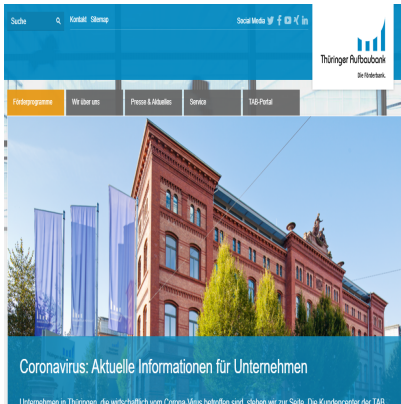 Suche
Kontakt Sitemap
Social Media
Thüringer Aufbaubank
Die Förderbank.
Förderprogramme
Wir über uns
Presse & Aktuelles
Service
TAB-Portal
Coronavirus: Aktuelle Informationen für Unternehmen
Unternehmen in Thüringen, die wirtschaftlich vom Corona-Virus betroffen sind, stehen wir zur Seite. Die Kundencenter der TAB